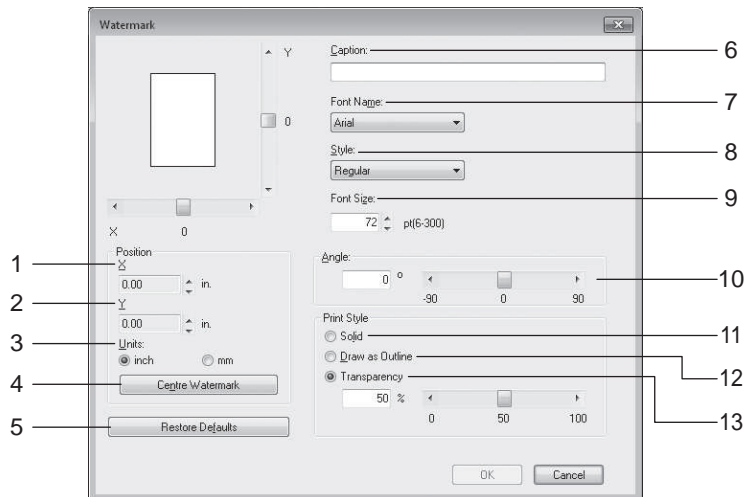 Watermark
Y
0
X 0
Position
X
0.00 in.
Y
0.00 in.
Units:
inch mm
Centre Watermark
Restore Defaults
Caption:
Font Name:
Arial
Style:
Regular
Font Size:
72 pt(6-300)
Angle:
0 °
-90 0 90
Print Style
Solid
Draw as Outline
Transparency
50 %
0 50 100
OK Cancel
1
2
3
4
5
6
7
8
9
10
11
12
13